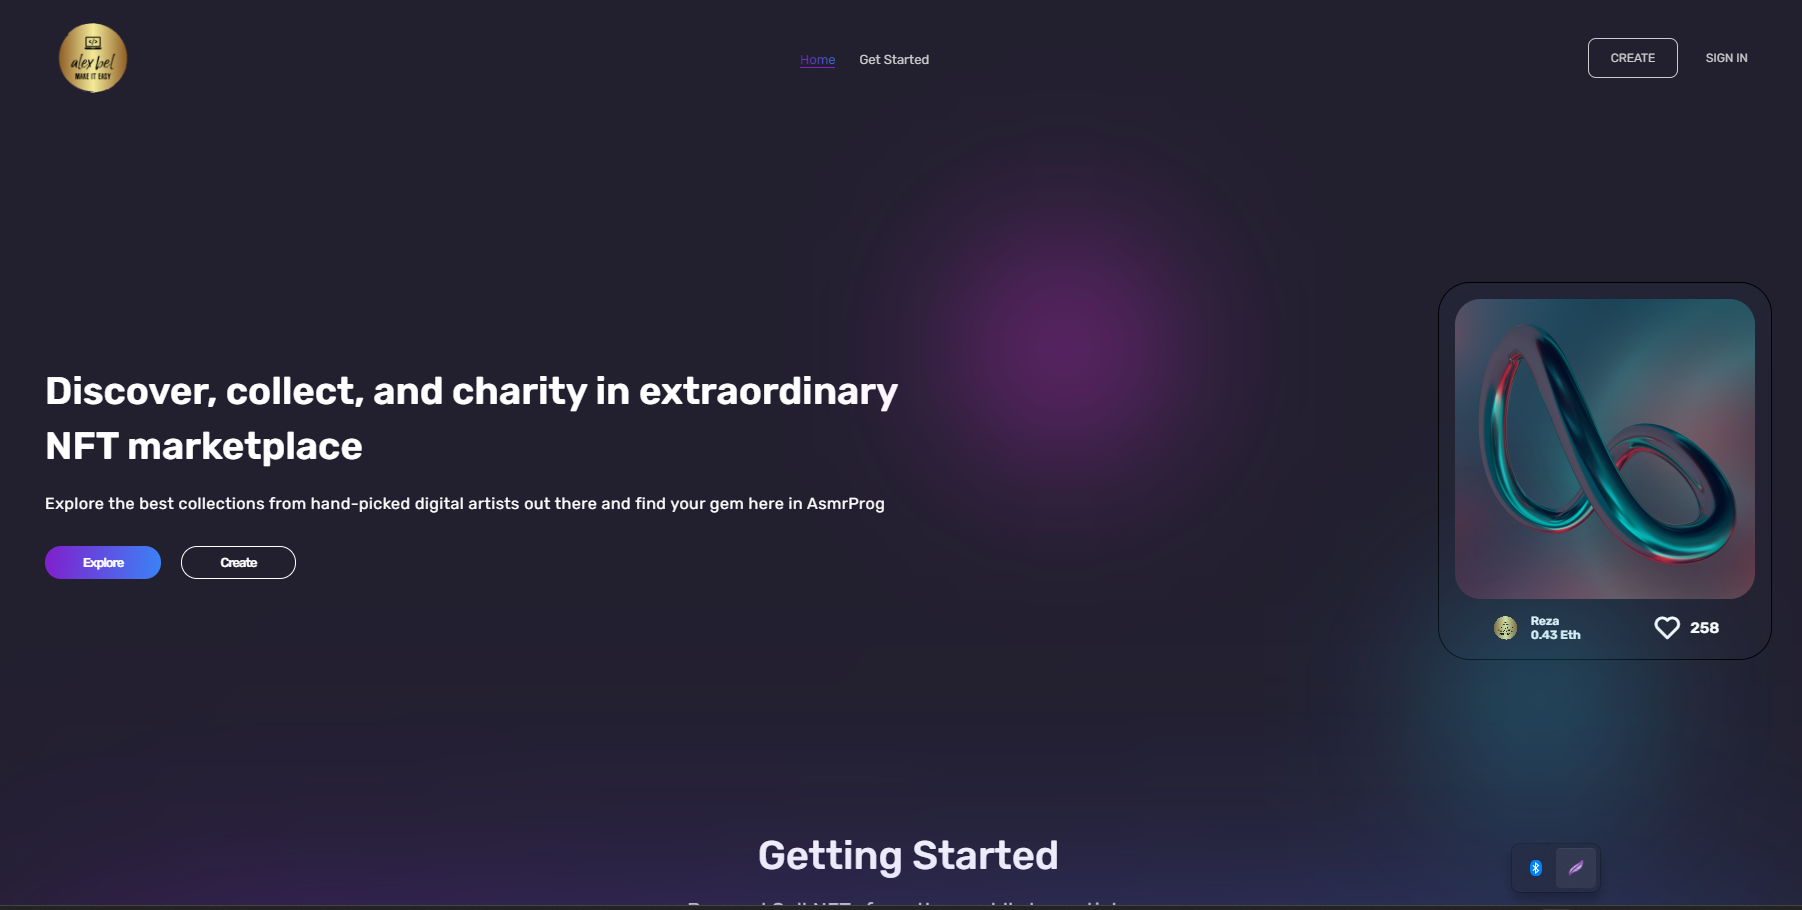 alex bel
MAKE IT EASY
Home
Get Started
CREATE
SIGN IN
Discover, collect, and charity in extraordinary
NFT marketplace
Explore the best collections from hand-picked digital artists out there and find your gem here in AsmrProg
Explore
Create
Reza
0.43 Eth
258
Getting Started